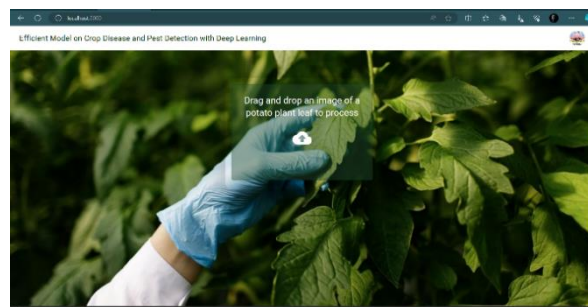 Efficient Model on Crop Disease and Pest Detection with Deep Learning
Drag and drop an image of a
potato plant leaf to process